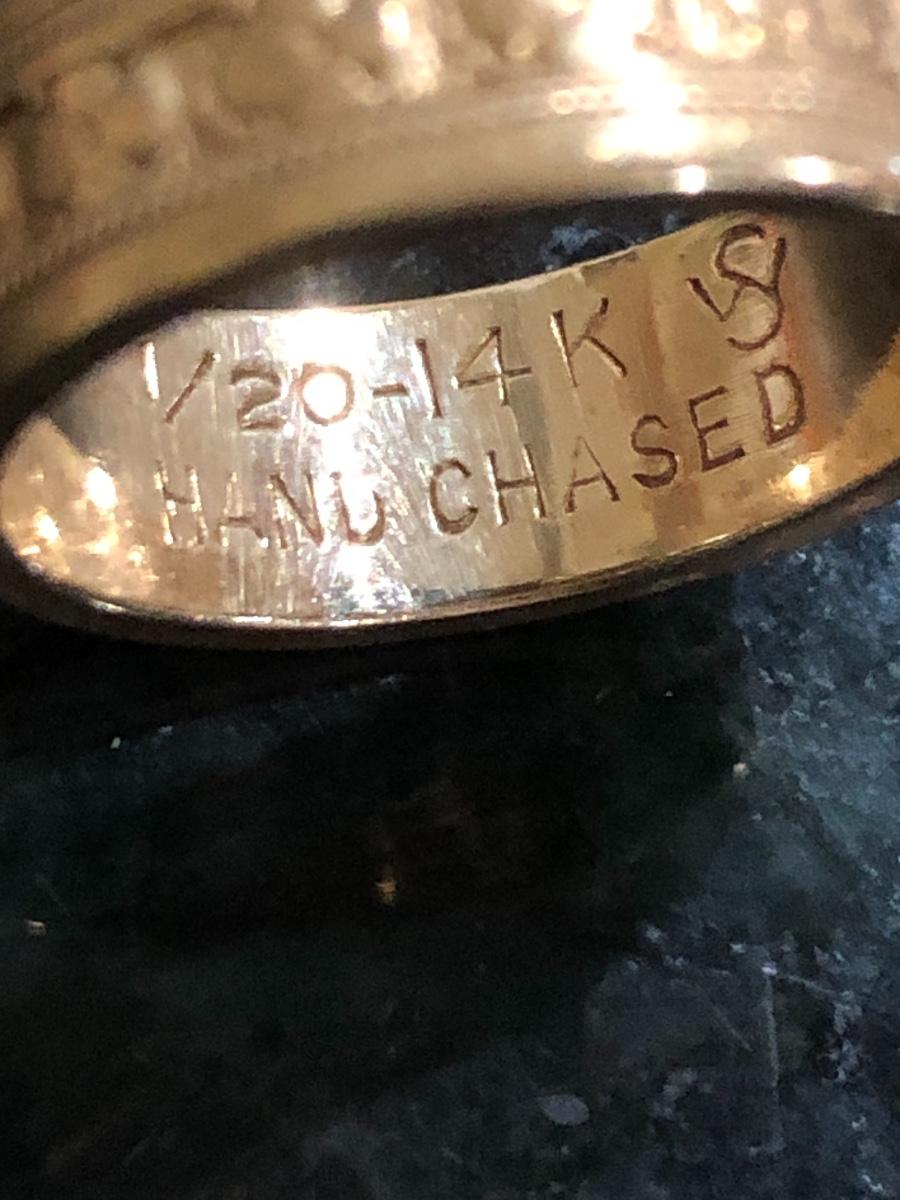 1/20-14K
HAND CHASED